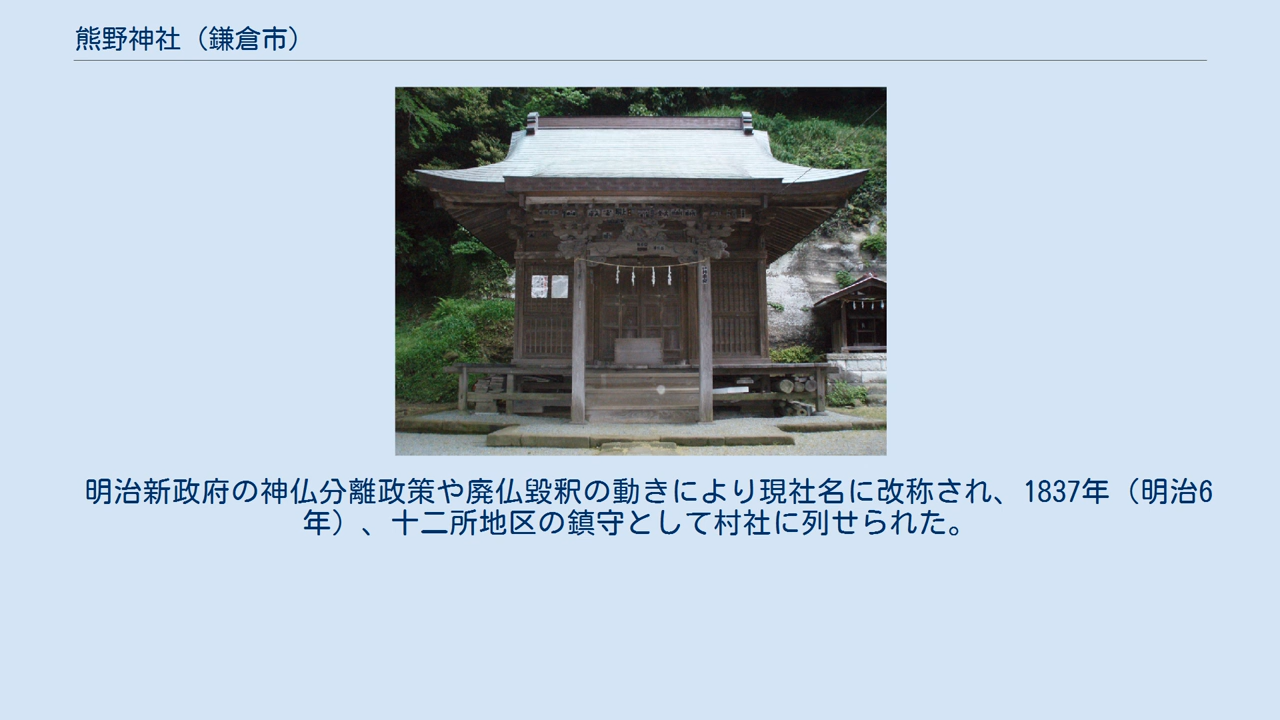 熊野神社（鎌倉市）
明治新政府の神仏分離政策や廃仏毀釈の動きにより現社名に改称され、1837年（明治6
年）、十二所地区の鎮守として村社に列せられた。